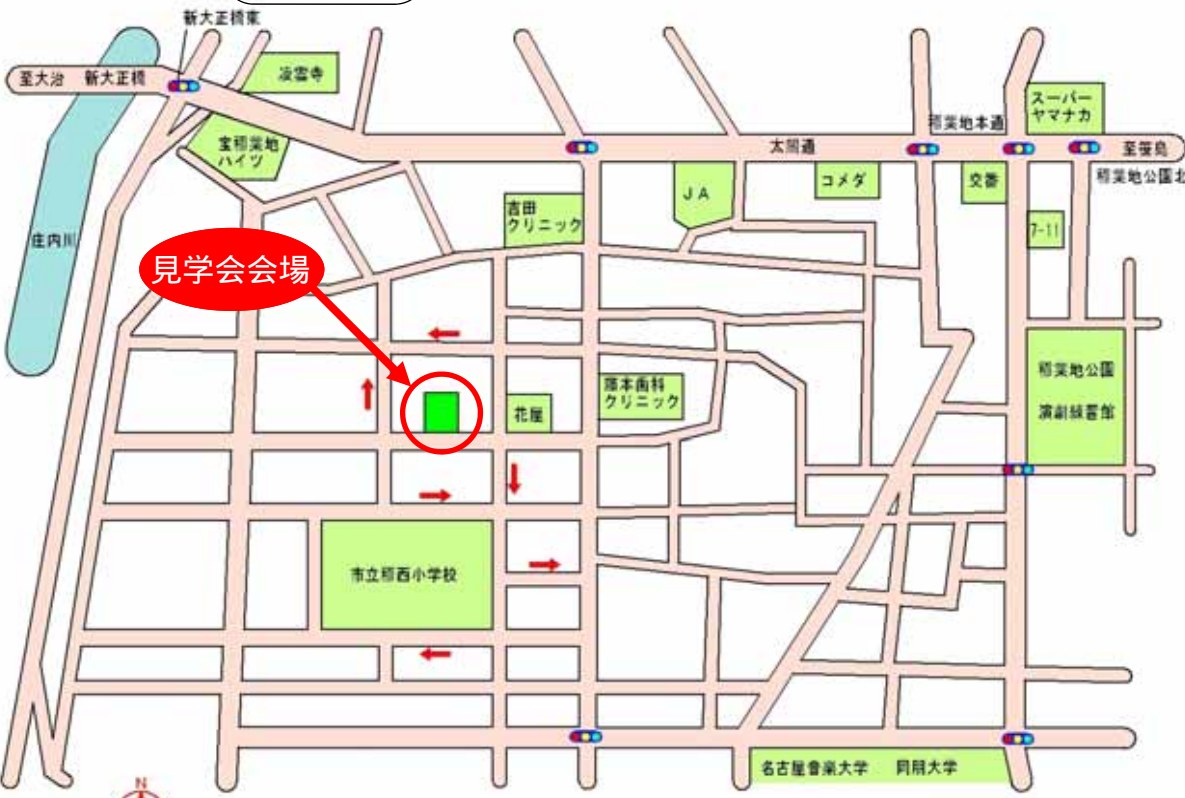 新大正橋東
至大治 新大正橋
凌雲寺
宝稲葉地
ハイツ
庄内川
見学会会場
吉田
クリニック
JA
太閤通
コメダ
稲葉地本通
交番
スーパー
ヤマナカ
至笹島
稲葉地公園北
7-11
稲葉地公園
演劇練習館
花屋
クリニック
市立稲西小学校
名古屋音楽大学 同朋大学
N